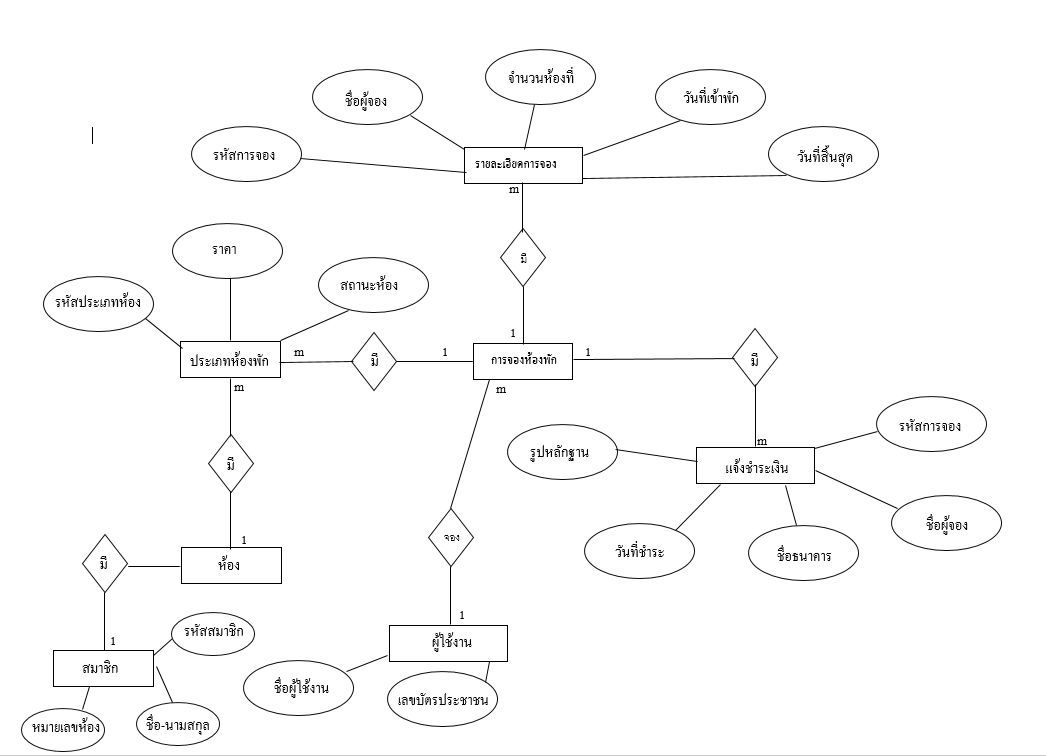 จำนวนห้องที่
ชื่อผู้จอง
วันที่เข้าพัก
รหัสการจอง
รายละเอียดการจอง
วันที่สิ้นสุด
m
มี
ราคา
สถานะห้อง
รหัสประเภทห้อง
1
ประเภทห้องพัก
m
มี
1
การจองห้องพัก
1
มี
m
m
m
รหัสการจอง
รูปหลักฐาน
แจ้งชำระเงิน
มี
ชื่อผู้จอง
จอง
วันที่ชำระ
ชื่อธนาคาร
1
มี
ห้อง
1
1
รหัสสมาชิก
ผู้ใช้งาน
สมาชิก
ชื่อผู้ใช้งาน
เลขบัตรประชาชน
หมายเลขห้อง
ชื่อ-นามสกุล